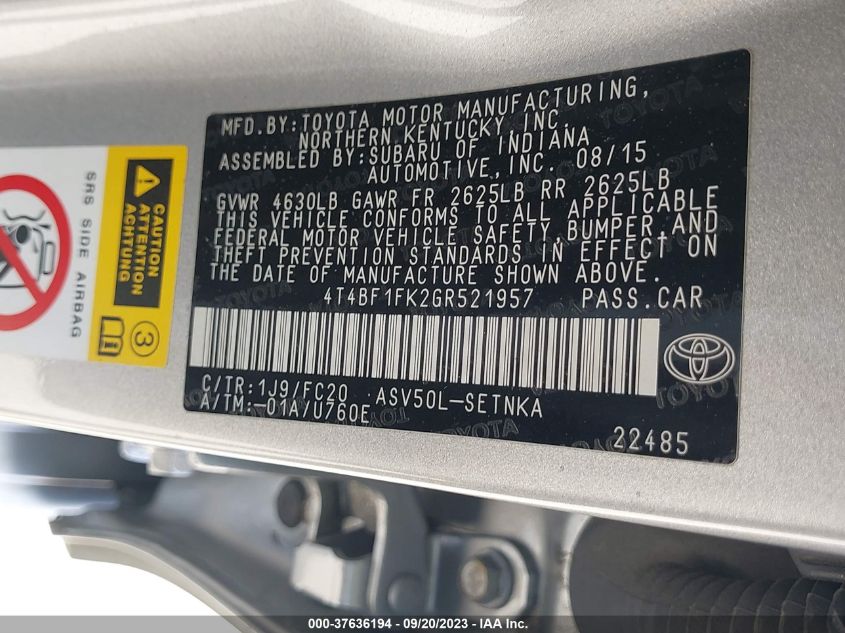 MFD.BY:TOYOTA MOTOR MANUFACTURING,
NORTHERN KENTUCKY,INC.
ASSEMBLED BY:SUBARU OF INDIANA
AUTOMOTIVE,INC. 08/15
GVWR 4630LB GAWR FR 2625LB RR 2625LB
THIS VEHICLE CONFORMS TO ALL APPLICABLE
FEDERAL MOTOR VEHICLE SAFETY,BUMPER,AND
THEFT PREVENTION STANDARDS IN EFFECT ON
THE DATE OF MANUFACTURE SHOWN ABOVE.
4T4BF1FK2GR521957 PASS.CAR
C/TR:1J9/FC20 ASV50L-SETNKA
A/TM:-01A/U760E
22485
SRS SIDE AIRBAG
CAUTION
ATTENTION
ACHTUNG
3
000-37636194 / 09/20/2023 / IAA Inc.